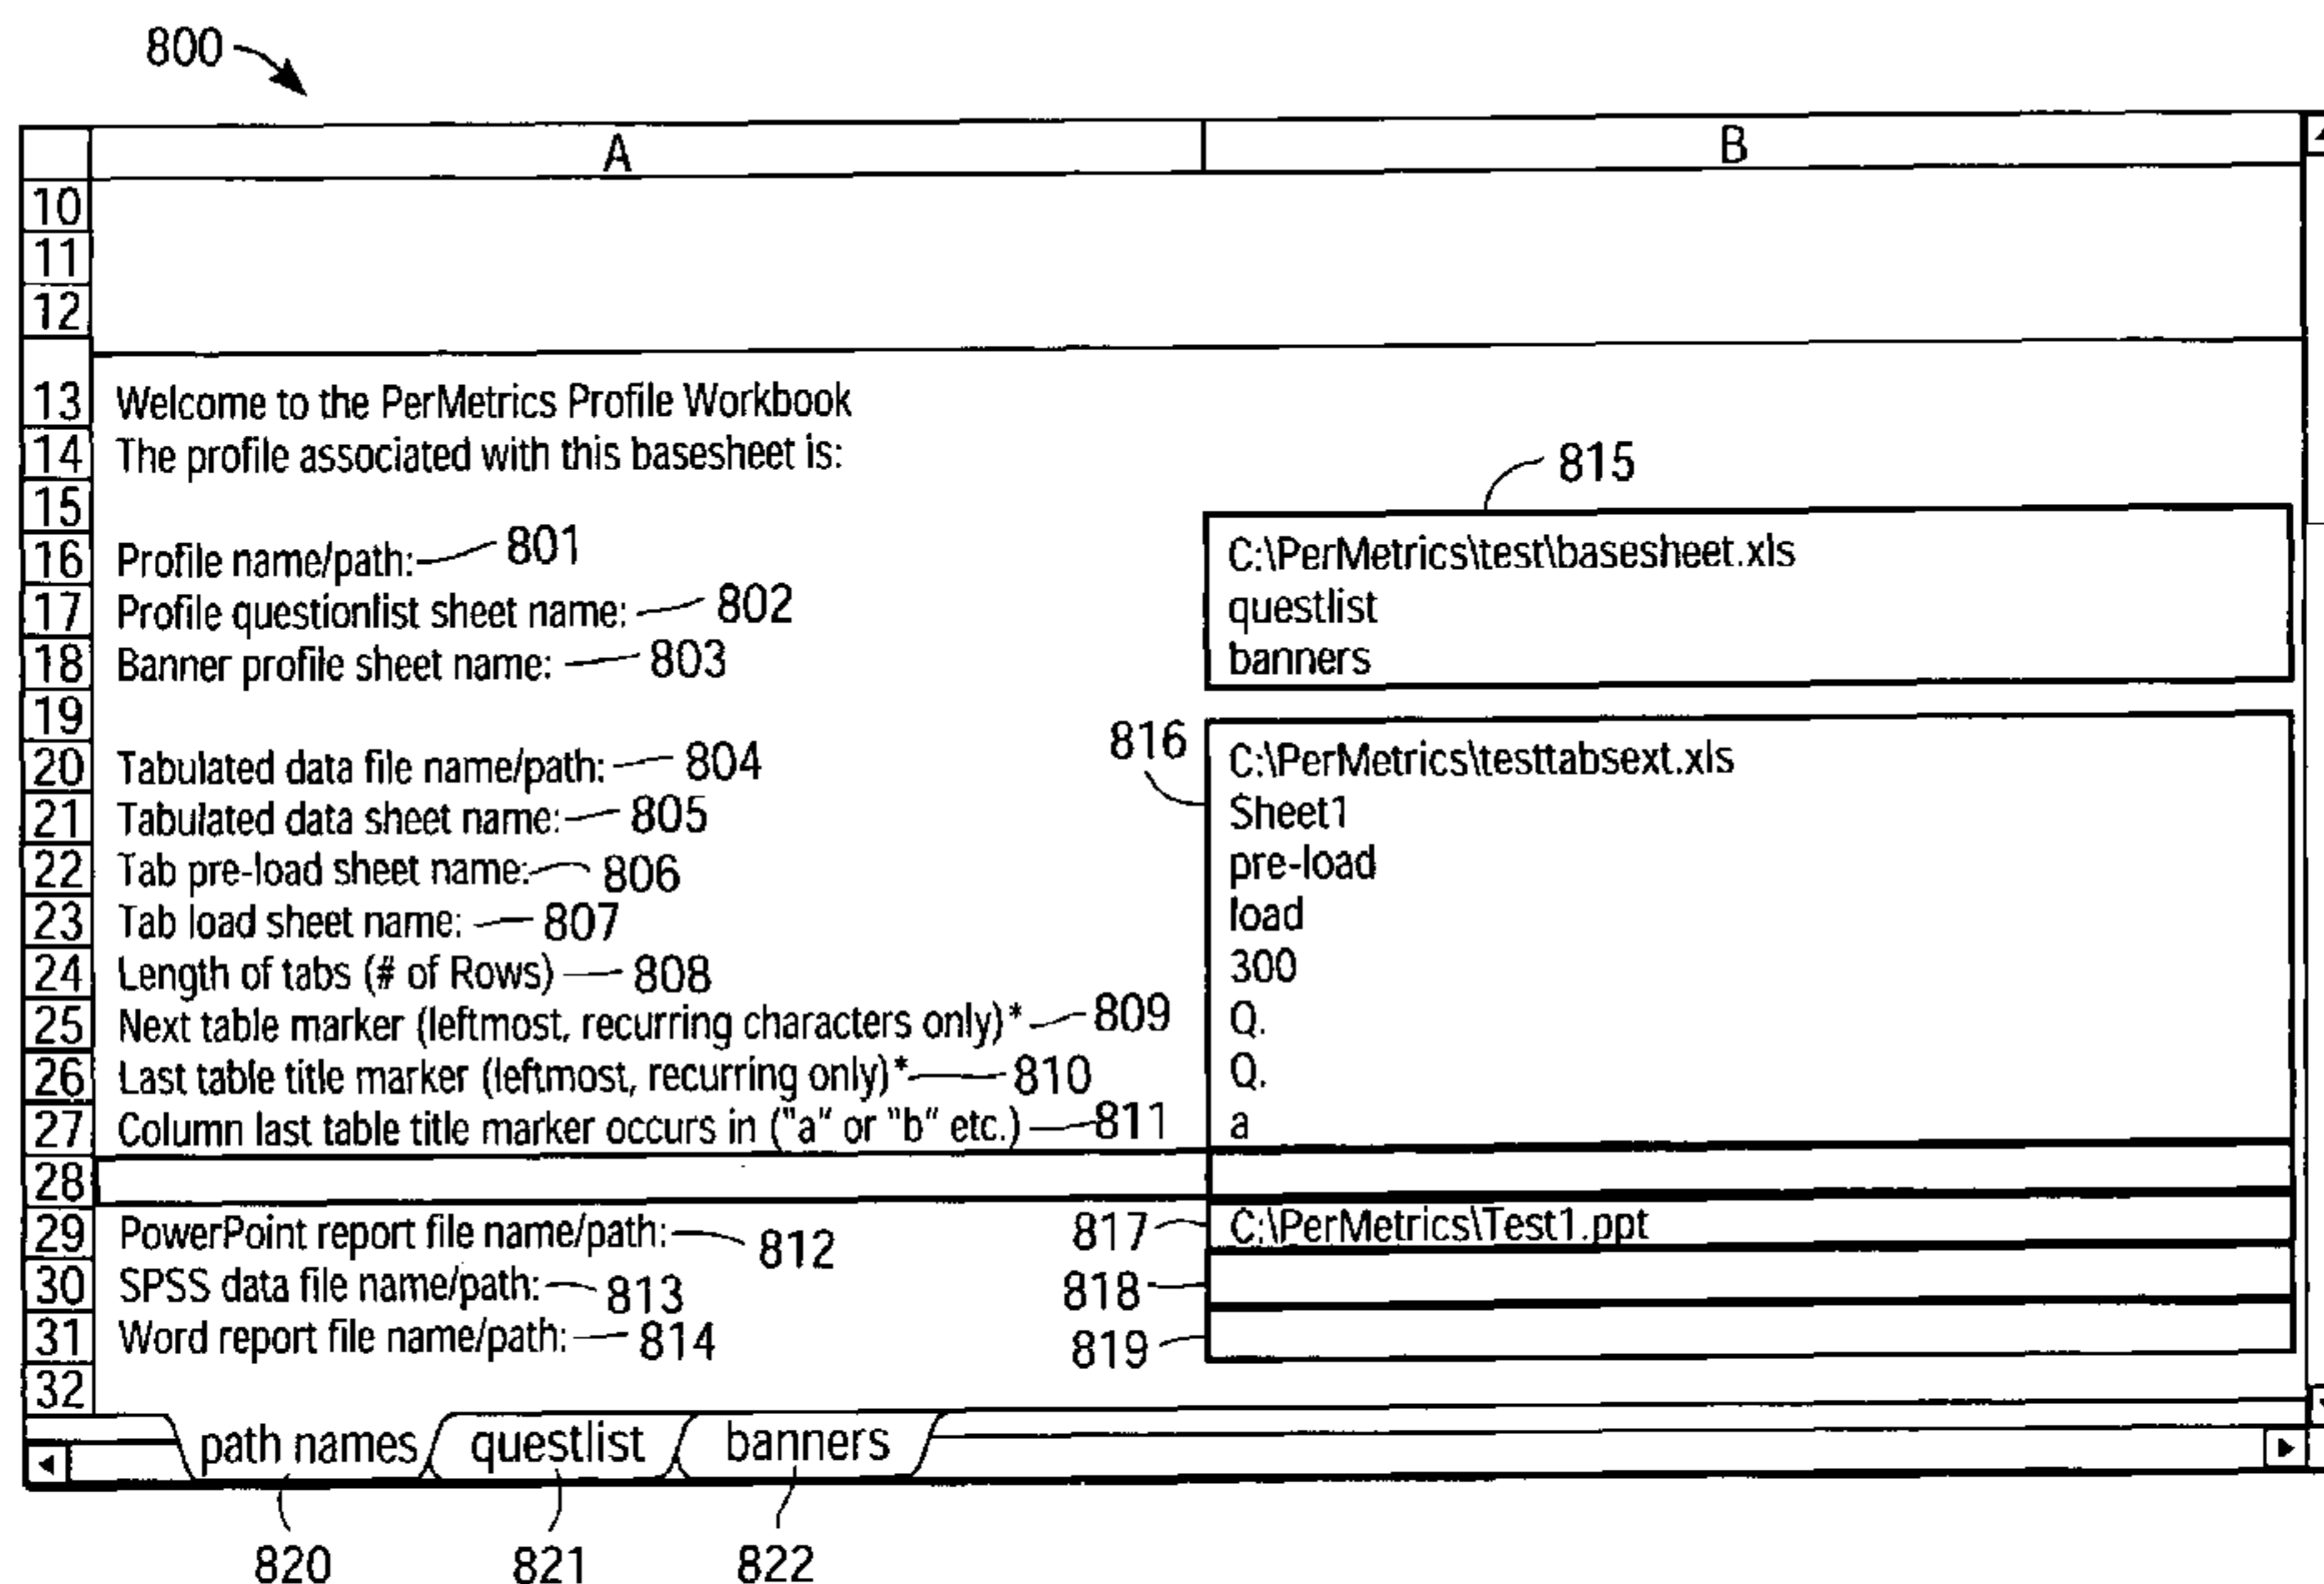 800
A B
10
11
12
13 Welcome to the PerMetrics Profile Workbook
14 The profile associated with this basesheet is:
815
15
16 Profile name/path: 801 C:\PerMetrics\test\basesheet.xls
17 Profile questionlist sheet name: 802 questlist
18 Banner profile sheet name: 803 banners
19
816
20 Tabulated data file name/path: 804 C:\PerMetrics\testtabsext.xls
21 Tabulated data sheet name: 805 Sheet1
22 Tab pre-load sheet name: 806 pre-load
23 Tab load sheet name: 807 load
24 Length of tabs (# of Rows) 808 300
25 Next table marker (leftmost, recurring characters only)* 809 Q.
26 Last table title marker (leftmost, recurring only)* 810 Q.
27 Column last table title marker occurs in ("a" or "b" etc.) 811 a
28
29 PowerPoint report file name/path: 812 817 C:\PerMetrics\Test1.ppt
30 SPSS data file name/path: 813 818
31 Word report file name/path: 814 819
32
path names questlist banners
820 821 822